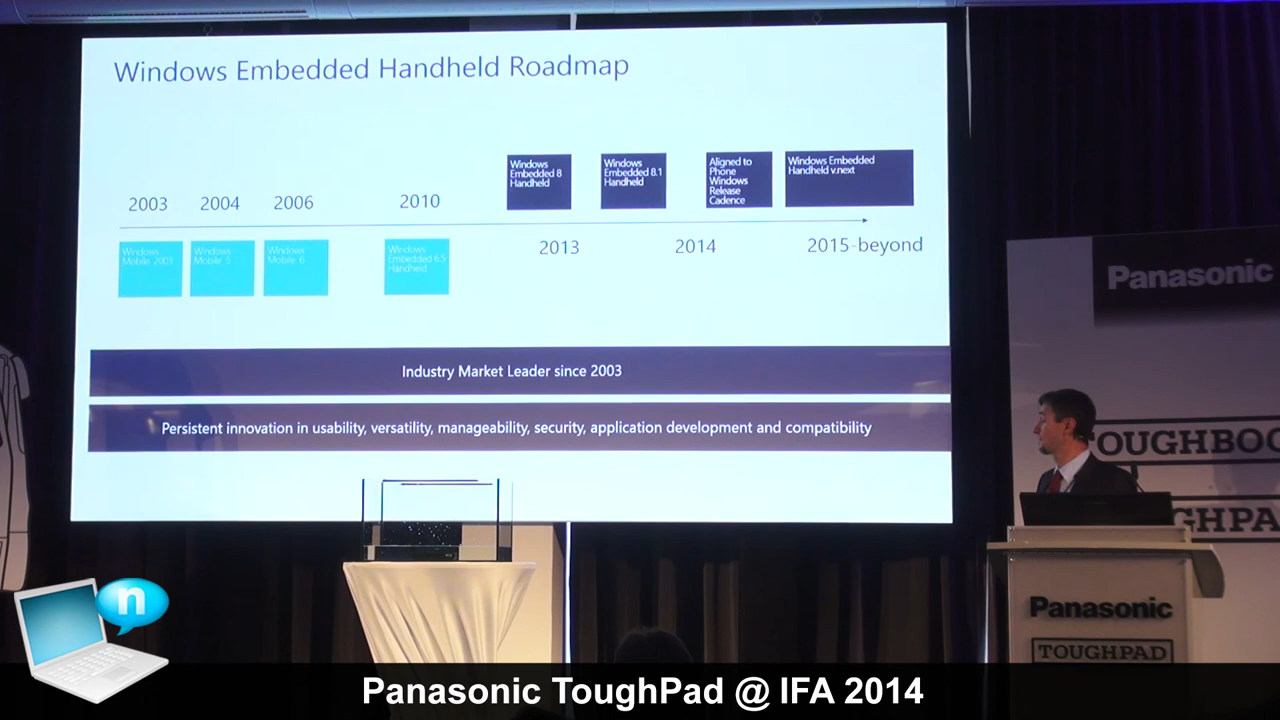 Windows Embedded Handheld Roadmap
2003
2004
2006
2010
Windows
Embedded 8
Handheld
Windows
Embedded 8.1
Handheld
Aligned to
Phone
Windows
Release
Cadence
Windows Embedded
Handheld v.next
Windows
Mobile 2003
Windows
Mobile 5
Windows
Mobile 6
Windows
Embedded 6.5
Handheld
2013
2014
2015-beyond
Industry Market Leader since 2003
Persistent innovation in usability, versatility, manageability, security, application development and compatibility
Panasonic
TOUGHBOO
GHPA
Panasonic
TOUGHPAD
n
Panasonic ToughPad @ IFA 2014